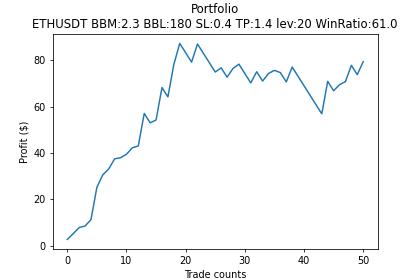 Portfolio
ETHUSDT BBM:2.3 BBL:180 SL:0.4 TP:1.4 lev:20 WinRatio:61.0
80
60
40
20
0
Profit ($)
0 10 20 30 40 50
Trade counts